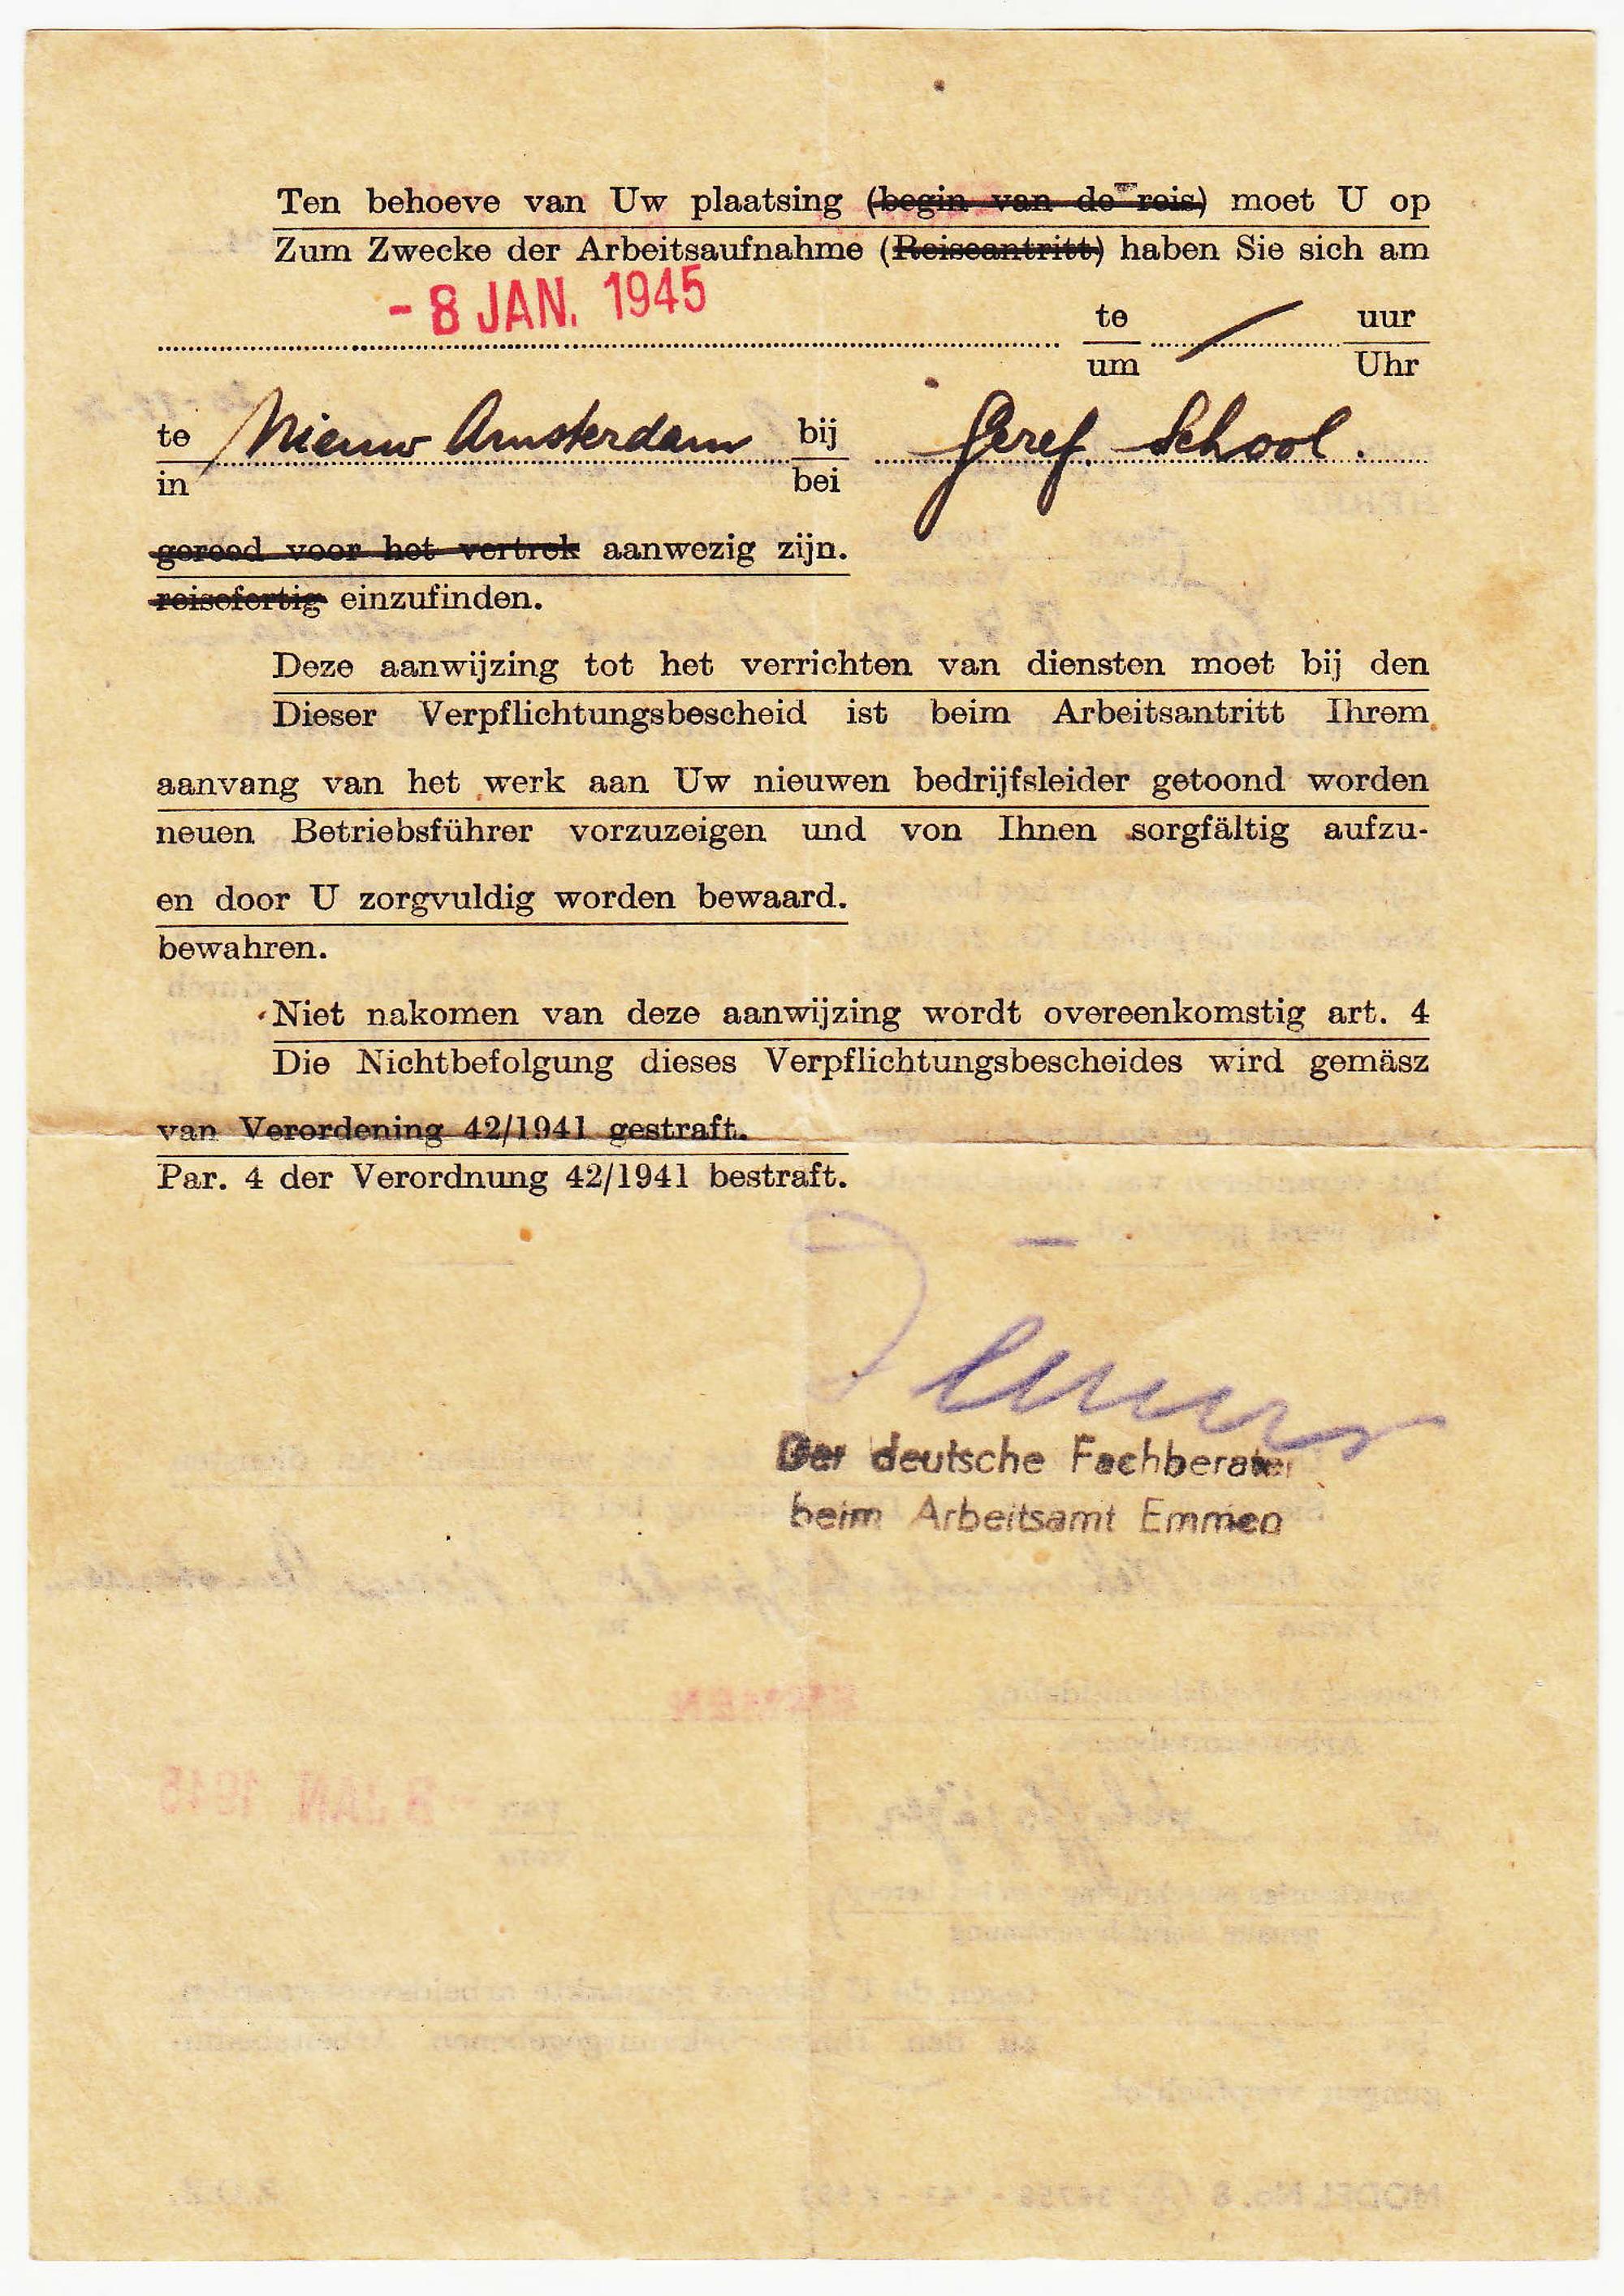 Ten behoeve van Uw plaatsing (begin van de reis) moet U op
Zum Zwecke der Arbeitsaufnahme (Reiseantritt) haben Sie sich am
- 8 JAN. 1945
te uur
um Uhr
te Nieuw Amsterdam bij Geref. School.
in bei
gereed voor het vertrek aanwezig zijn.
reisefertig einzufinden.
Deze aanwijzing tot het verrichten van diensten moet bij den
Dieser Verpflichtungsbescheid ist beim Arbeitsantritt Ihrem
aanvang van het werk aan Uw nieuwen bedrijfsleider getoond worden
neuen Betriebsführer vorzuzeigen und von Ihnen sorgfältig aufzu-
en door U zorgvuldig worden bewaard.
bewahren.
Niet nakomen van deze aanwijzing wordt overeenkomstig art. 4
Die Nichtbefolgung dieses Verpflichtungsbescheides wird gemäsz
van Verordening 42/1941 gestraft.
Par. 4 der Verordnung 42/1941 bestraft.
Der deutsche Fachberater
beim Arbeitsamt Emmen